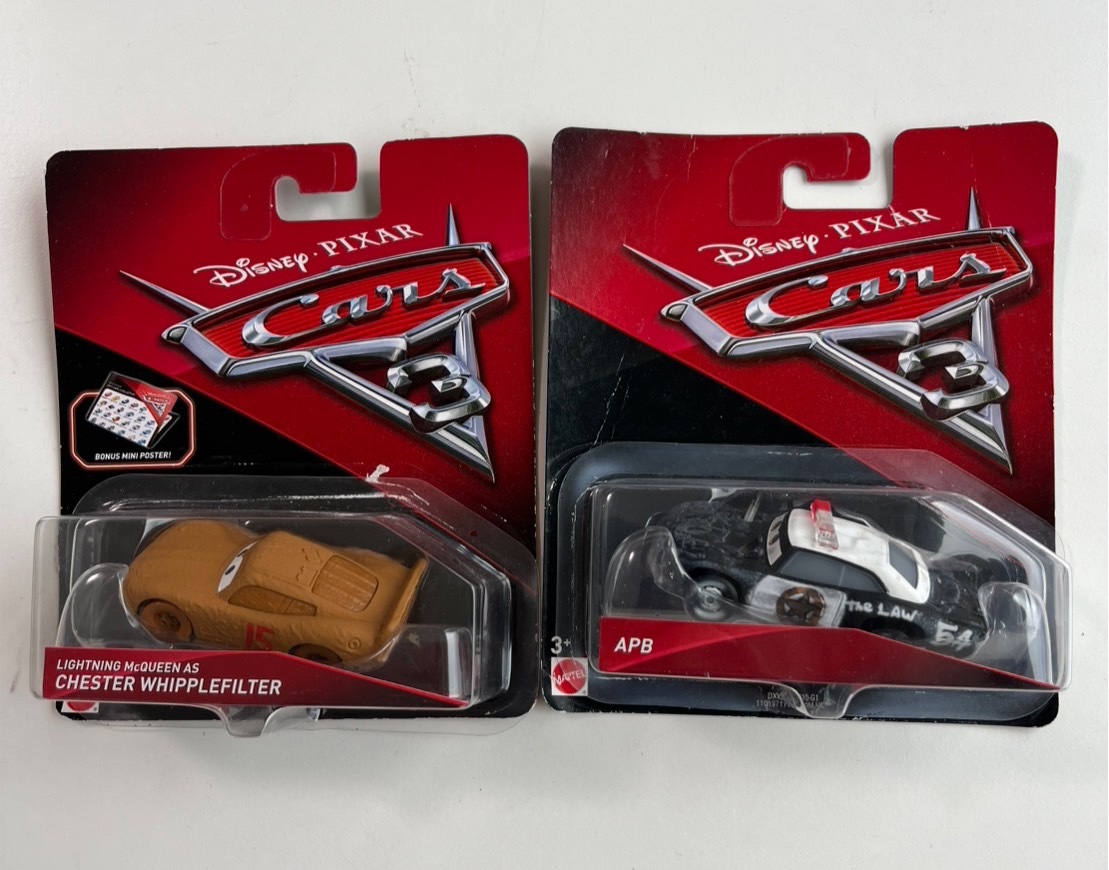 Disney · PIXAR
Cars
3
BONUS MINI POSTER!
15
LIGHTNING McQUEEN AS
CHESTER WHIPPLEFILTER
Disney · PIXAR
Cars
3
the LAW
54
3+
APB
MATTEL